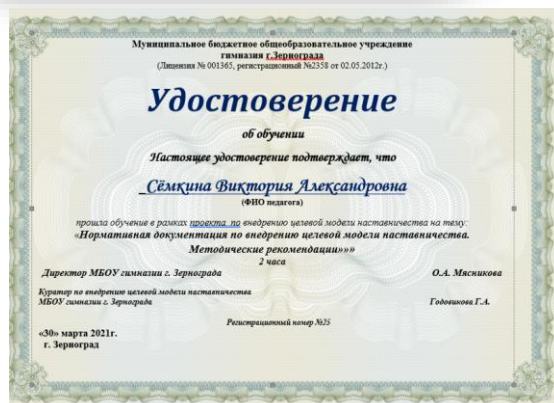 Муниципальное бюджетное общеобразовательное учреждение
гимназия г.Зернограда
(Лицензия № 001365, регистрационный №2358 от 02.05.2012г.)
Удостоверение
об обучении
Настоящее удостоверение подтверждает, что
_Сёмкина Виктория Александровна
(ФИО педагога)
прошла обучение в рамках проекта по внедрению целевой модели наставничества на тему:
«Нормативная документация по внедрению целевой модели наставничества.
Методические рекомендации»»»
2 часа
Директор МБОУ гимназии г. Зернограда О.А. Мясникова
Куратор по внедрению целевой модели наставничества
МБОУ гимназии г. Зернограда Годовикова Г.А.
Регистрационный номер №25
«30» марта 2021г.
г. Зерноград